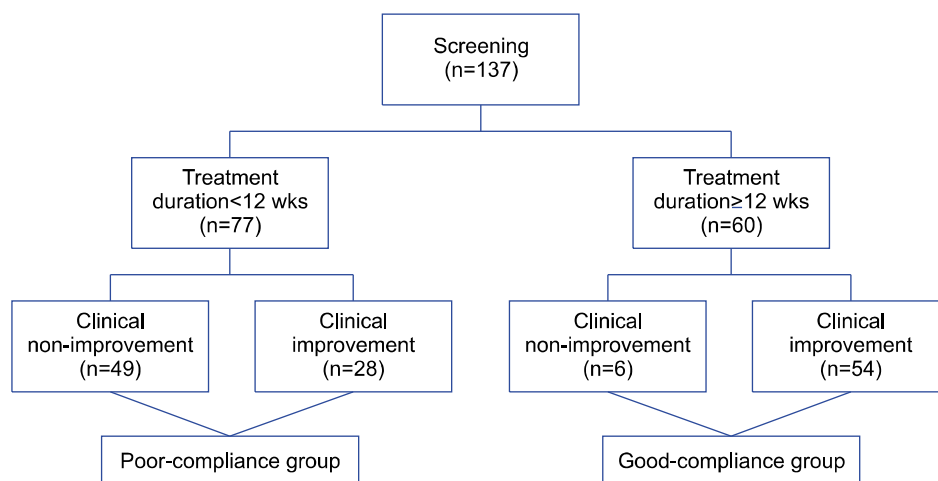 Screening
(n=137)
Treatment
duration<12 wks
(n=77)
Treatment
duration≥12 wks
(n=60)
Clinical
non-improvement
(n=49)
Clinical
improvement
(n=28)
Clinical
non-improvement
(n=6)
Clinical
improvement
(n=54)
Poor-compliance group
Good-compliance group